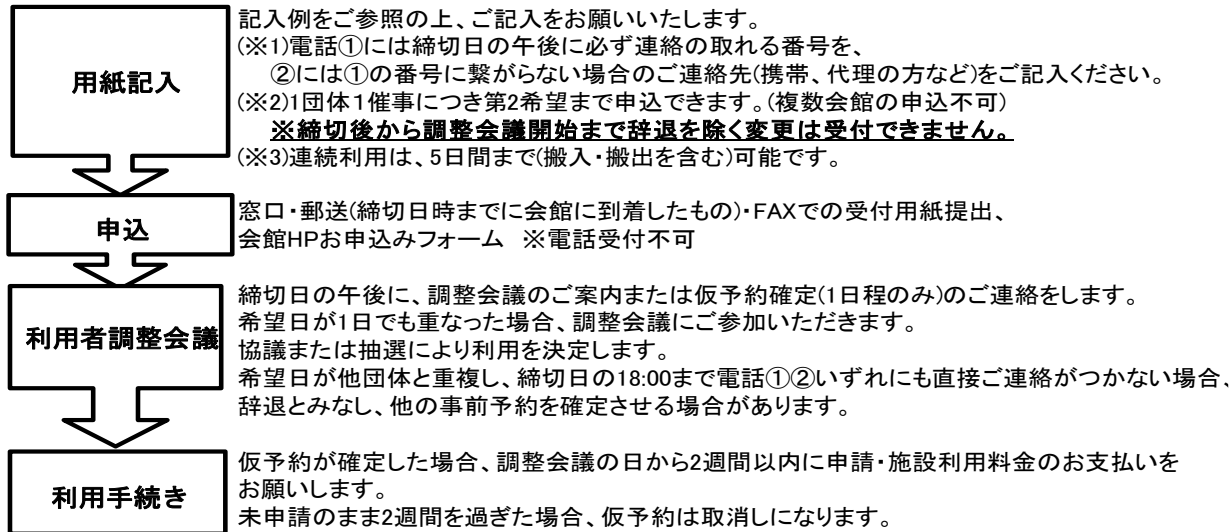 用紙記入
記入例をご参照の上、ご記入をお願いいたします。
(※1)電話①には締切日の午後に必ず連絡の取れる番号を、
②には①の番号に繋がらない場合のご連絡先(携帯、代理の方など)をご記入ください。
(※2)1団体1催事につき第2希望まで申込できます。(複数会館の申込不可)
※締切後から調整会議開始まで辞退を除く変更は受付できません。
(※3)連続利用は、5日間まで(搬入・搬出を含む)可能です。
申込
窓口・郵送(締切日時までに会館に到着したもの)・FAXでの受付用紙提出、
会館HPお申込みフォーム ※電話受付不可
利用者調整会議
締切日の午後に、調整会議のご案内または仮予約確定(1日程のみ)のご連絡をします。
希望日が1日でも重なった場合、調整会議にご参加いただきます。
協議または抽選により利用を決定します。
希望日が他団体と重複し、締切日の18:00まで電話①②いずれにも直接ご連絡がつかない場合、
辞退とみなし、他の事前予約を確定させる場合があります。
利用手続き
仮予約が確定した場合、調整会議の日から2週間以内に申請・施設利用料金のお支払いを
お願いします。
未申請のまま2週間を過ぎた場合、仮予約は取消しになります。